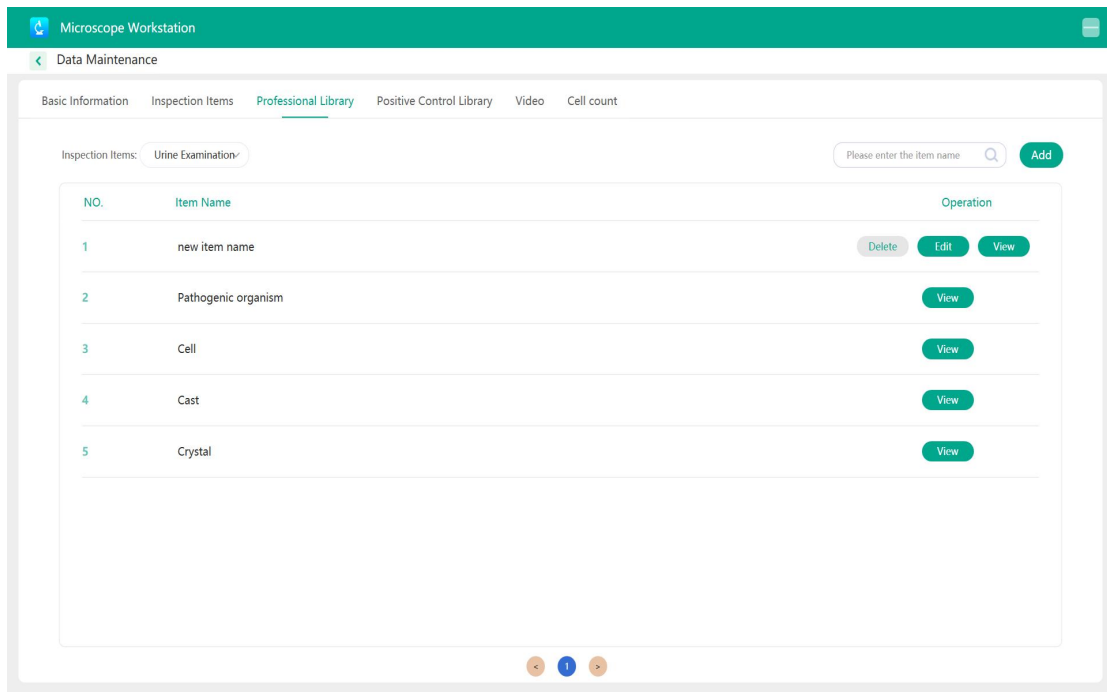 Microscope Workstation
Data Maintenance
Basic Information Inspection Items Professional Library Positive Control Library Video Cell count
Inspection Items: Urine Examination Please enter the item name Add
NO. Item Name Operation
1 new item name Delete Edit View
2 Pathogenic organism View
3 Cell View
4 Cast View
5 Crystal View
< 1 >